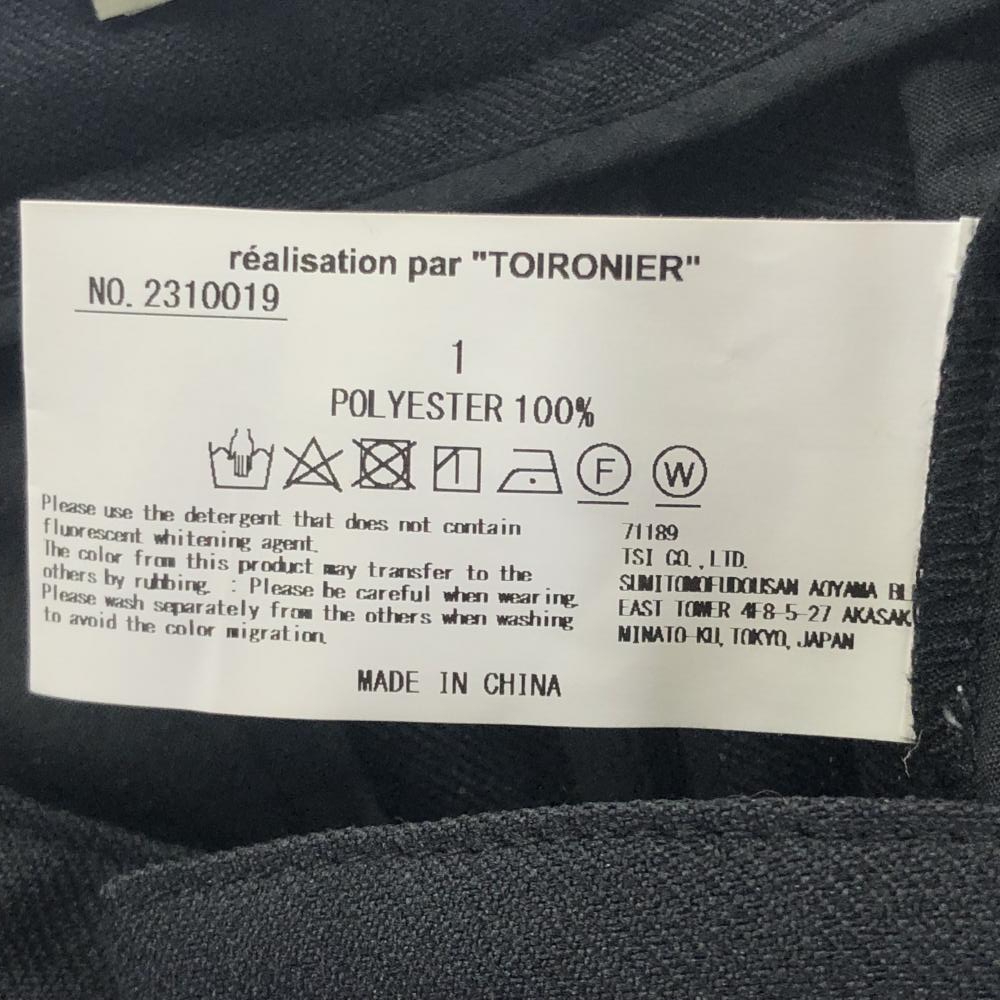 réalisation par "TOIRONIER"
NO. 2310019
1
POLYESTER 100%
F W
Please use the detergent that does not contain
fluorescent whitening agent.
The color from this product may transfer to the
others by rubbing. : Please be careful when wearing.
Please wash separately from the others when washing
to avoid the color migration.
71189
TSI CO., LTD.
SUMITOMOFUDOUSAN AOYAMA BL
EAST TOWER 4F8-5-27 AKASAK
MINATO-KU, TOKYO, JAPAN
MADE IN CHINA